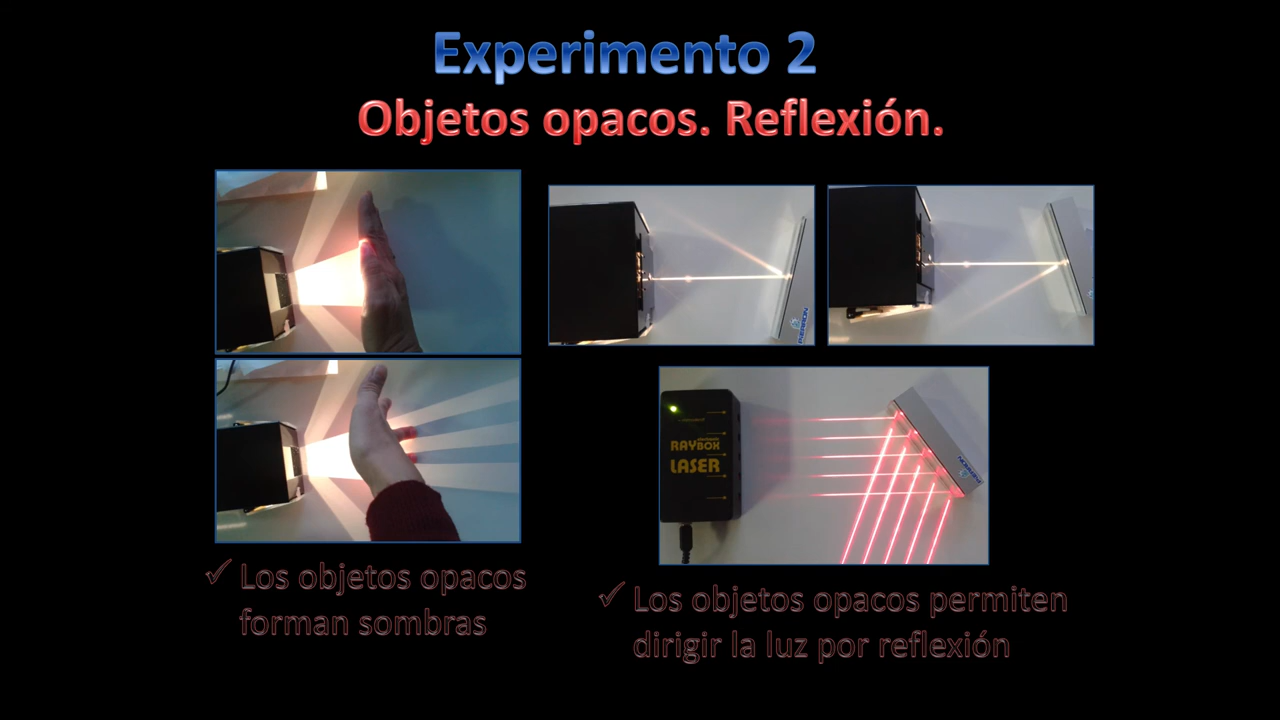 Experimento 2
Objetos opacos. Reflexión.
RAYBOX
LASER
✓ Los objetos opacos
forman sombras
✓ Los objetos opacos permiten
dirigir la luz por reflexión